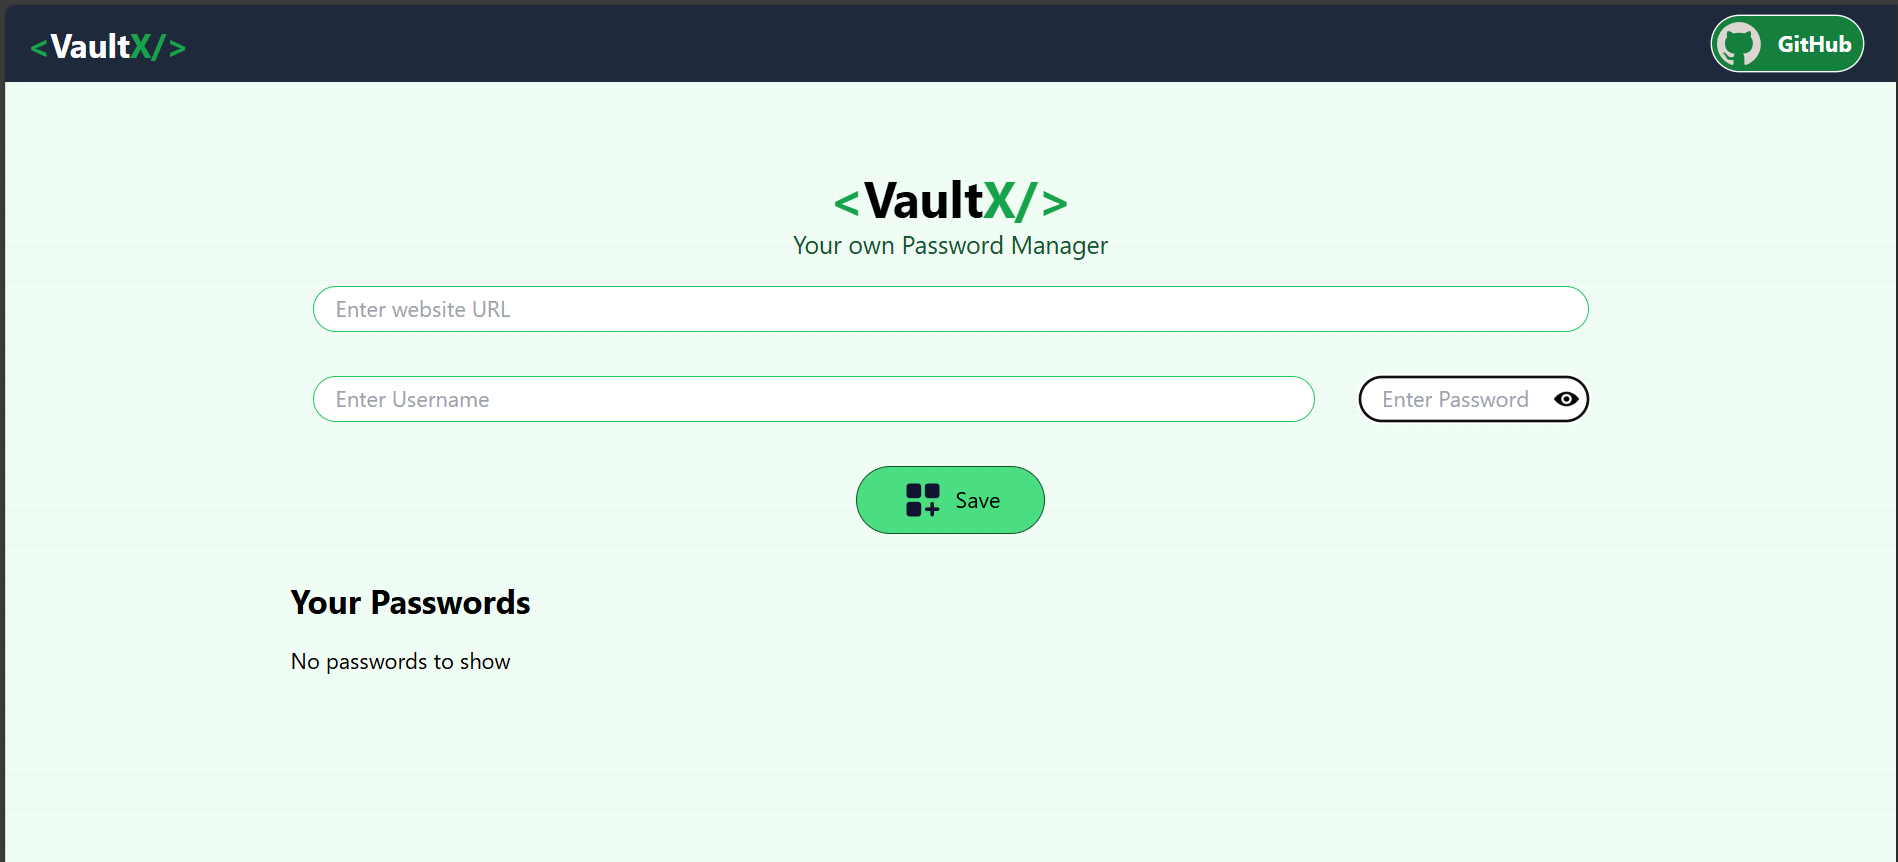 <VaultX/>
GitHub
<VaultX/>
Your own Password Manager
Enter website URL
Enter Username
Enter Password
Save
Your Passwords
No passwords to show